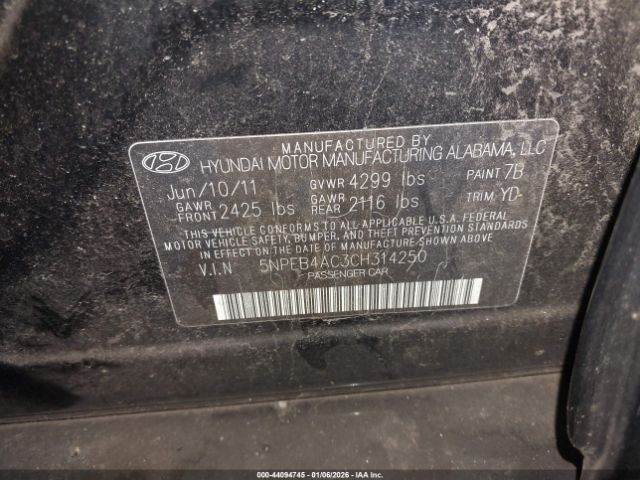 MANUFACTURED BY
HYUNDAI MOTOR MANUFACTURING ALABAMA, LLC
Jun/10/11 GVWR 4299 lbs PAINT 7B
GAWR FRONT 2425 lbs GAWR REAR 2116 lbs TRIM YD
THIS VEHICLE CONFORMS TO ALL APPLICABLE U.S.A. FEDERAL
MOTOR VEHICLE SAFETY, BUMPER, AND THEFT PREVENTION STANDARDS
IN EFFECT ON THE DATE OF MANUFACTURE SHOWN ABOVE.
V.I.N 5NPEB4AC3CH314250
PASSENGER CAR
000-44094745 | 01/06/2026 - IAA Inc.